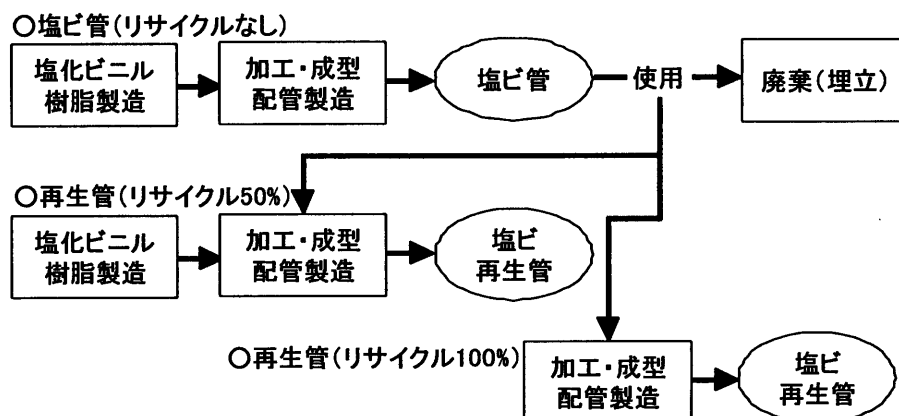 ○塩ビ管(リサイクルなし)
塩化ビニル
樹脂製造
加工・成型
配管製造
塩ビ管
使用
廃棄(埋立)
○再生管(リサイクル50%)
塩化ビニル
樹脂製造
加工・成型
配管製造
塩ビ
再生管
○再生管(リサイクル100%)
加工・成型
配管製造
塩ビ
再生管